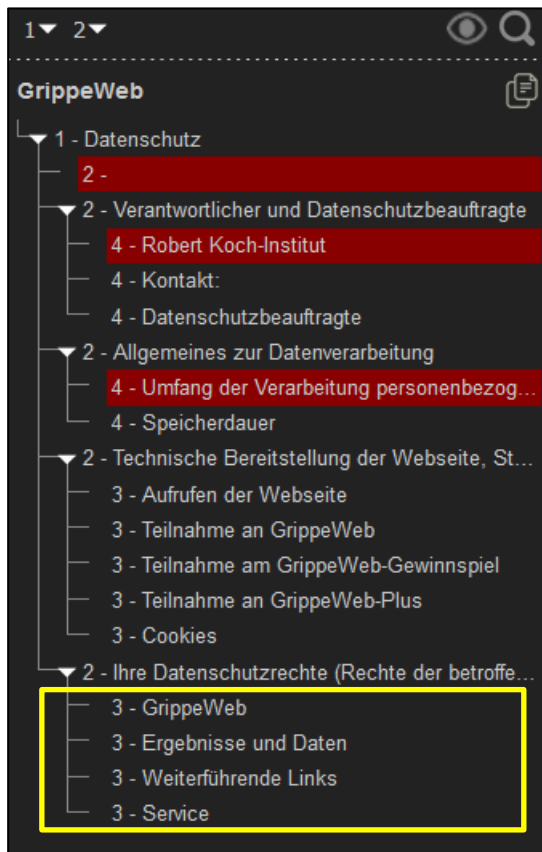 1 2
GrippeWeb
1 - Datenschutz
2 -
2 - Verantwortlicher und Datenschutzbeauftragte
4 - Robert Koch-Institut
4 - Kontakt:
4 - Datenschutzbeauftragte
2 - Allgemeines zur Datenverarbeitung
4 - Umfang der Verarbeitung personenbezog...
4 - Speicherdauer
2 - Technische Bereitstellung der Webseite, St...
3 - Aufrufen der Webseite
3 - Teilnahme an GrippeWeb
3 - Teilnahme am GrippeWeb-Gewinnspiel
3 - Teilnahme an GrippeWeb-Plus
3 - Cookies
2 - Ihre Datenschutzrechte (Rechte der betroffe...
3 - GrippeWeb
3 - Ergebnisse und Daten
3 - Weiterführende Links
3 - Service